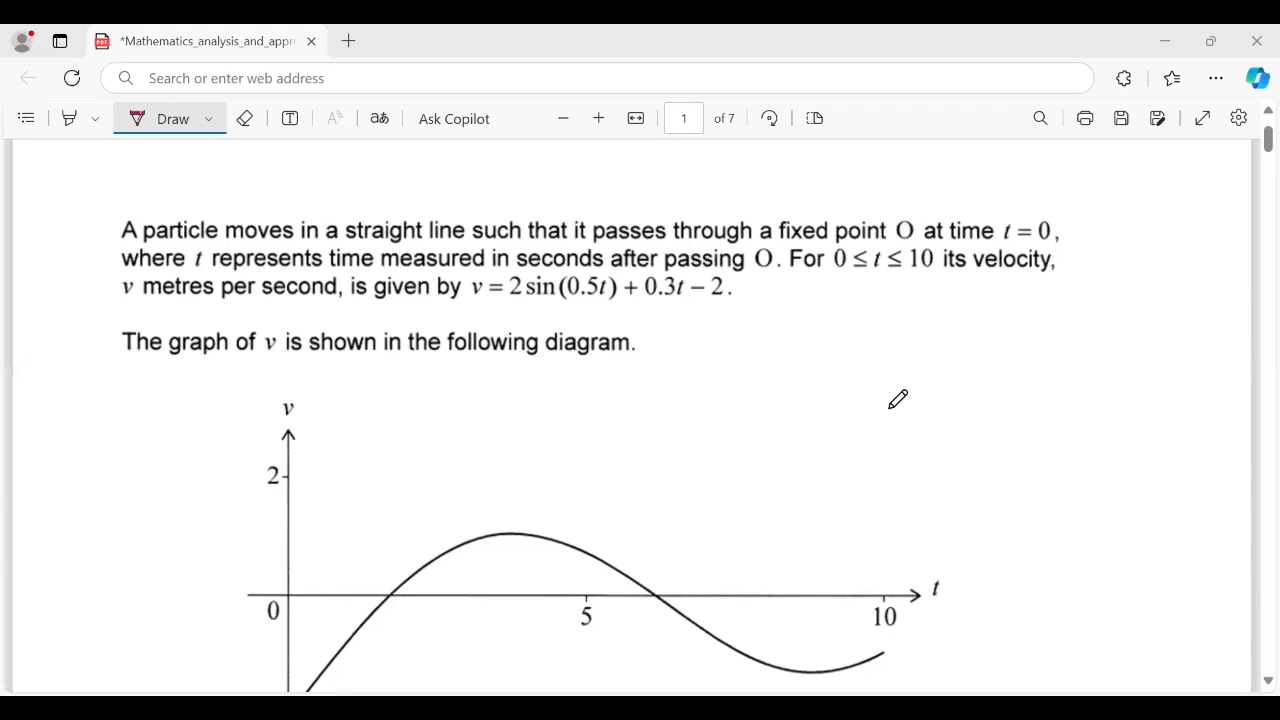 *Mathematics_analysis_and_appro
Search or enter web address
Draw
Ask Copilot
1
of 7
A particle moves in a straight line such that it passes through a fixed point O at time t = 0,
where t represents time measured in seconds after passing O. For 0 ≤ t ≤ 10 its velocity,
v metres per second, is given by v = 2 sin(0.5t) + 0.3t − 2.
The graph of v is shown in the following diagram.
v
2
t
0
5
10